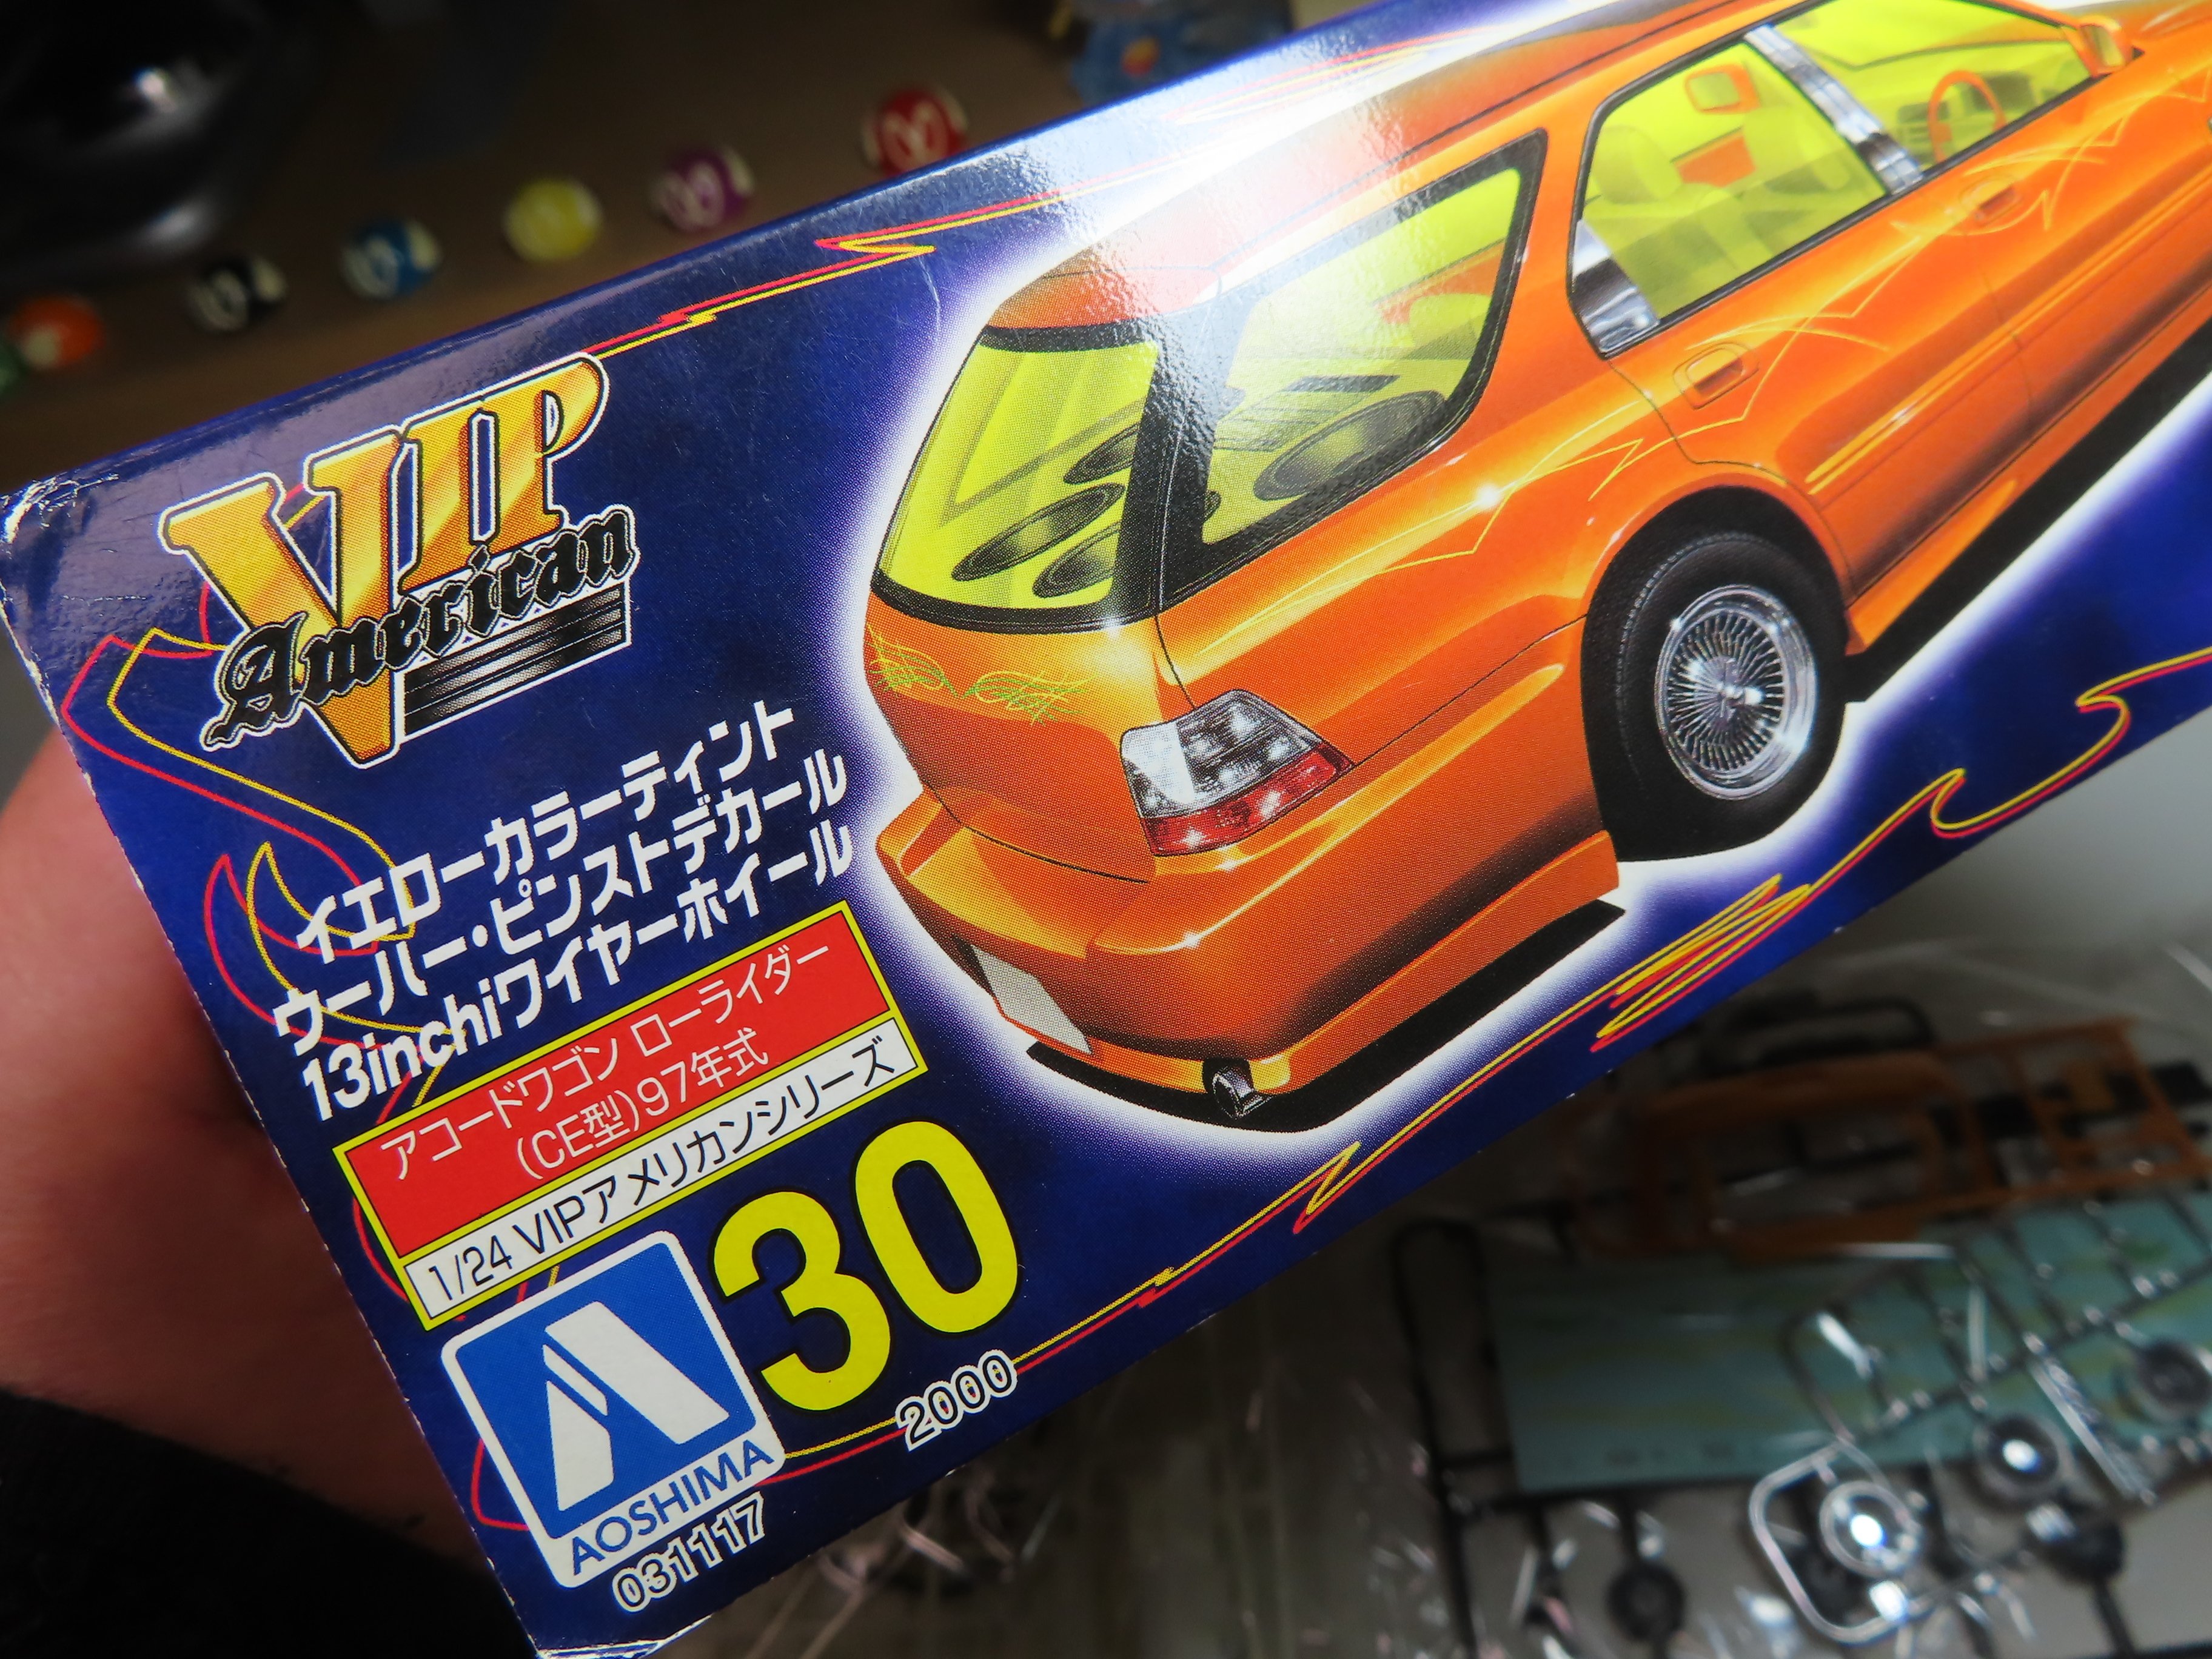 VIP
American
イエローカラーティント
ウーハー・ピンストデカール
13inchiワイヤーホイール
アコードワゴン ローライダー
(CE型)97年式
1/24 VIPアメリカンシリーズ
30
2000
AOSHIMA
031117